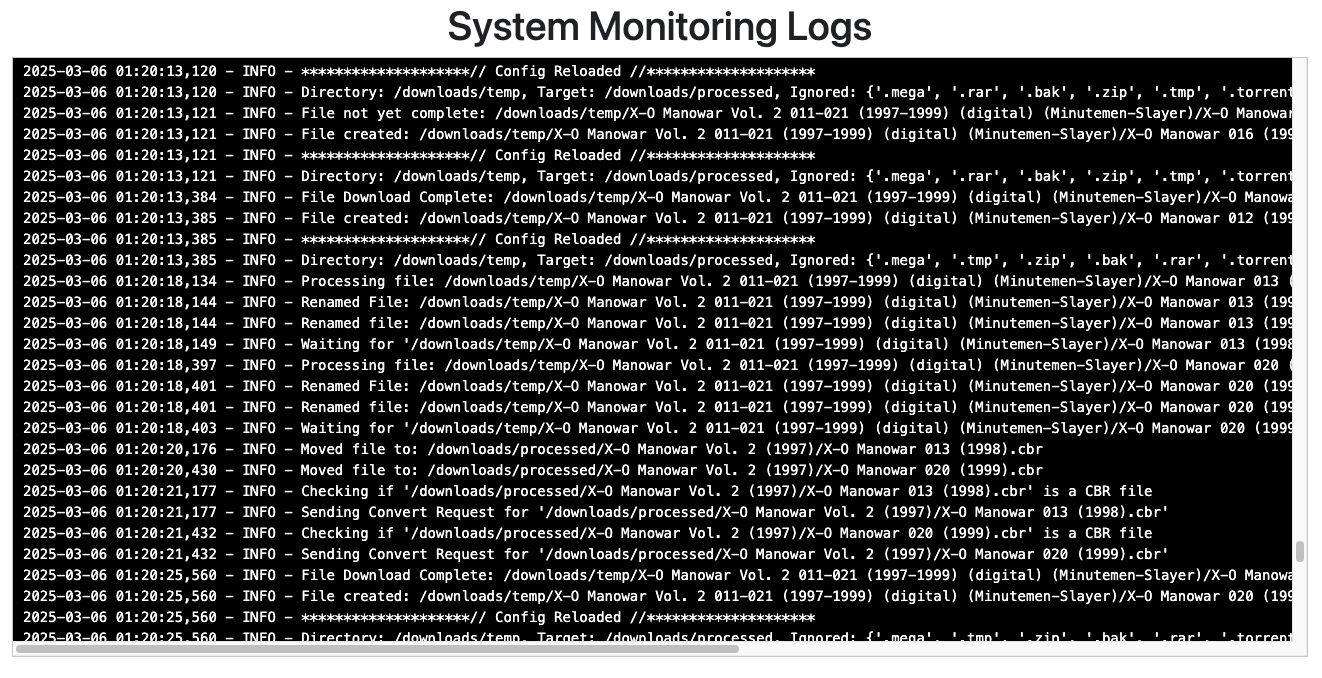 System Monitoring Logs
2025-03-06 01:20:13,120 - INFO - ********************// Config Reloaded //********************
2025-03-06 01:20:13,120 - INFO - Directory: /downloads/temp, Target: /downloads/processed, Ignored: {'.mega', '.rar', '.bak', '.zip', '.tmp', '.torrent
2025-03-06 01:20:13,121 - INFO - File not yet complete: /downloads/temp/X-O Manowar Vol. 2 011-021 (1997-1999) (digital) (Minutemen-Slayer)/X-O Manowar
2025-03-06 01:20:13,121 - INFO - File created: /downloads/temp/X-O Manowar Vol. 2 011-021 (1997-1999) (digital) (Minutemen-Slayer)/X-O Manowar 016 (199
2025-03-06 01:20:13,121 - INFO - ********************// Config Reloaded //********************
2025-03-06 01:20:13,121 - INFO - Directory: /downloads/temp, Target: /downloads/processed, Ignored: {'.mega', '.rar', '.bak', '.zip', '.tmp', '.torrent
2025-03-06 01:20:13,384 - INFO - File Download Complete: /downloads/temp/X-O Manowar Vol. 2 011-021 (1997-1999) (digital) (Minutemen-Slayer)/X-O Manowa
2025-03-06 01:20:13,385 - INFO - File created: /downloads/temp/X-O Manowar Vol. 2 011-021 (1997-1999) (digital) (Minutemen-Slayer)/X-O Manowar 012 (199
2025-03-06 01:20:13,385 - INFO - ********************// Config Reloaded //********************
2025-03-06 01:20:13,385 - INFO - Directory: /downloads/temp, Target: /downloads/processed, Ignored: {'.mega', '.tmp', '.zip', '.bak', '.rar', '.torrent
2025-03-06 01:20:18,134 - INFO - Processing file: /downloads/temp/X-O Manowar Vol. 2 011-021 (1997-1999) (digital) (Minutemen-Slayer)/X-O Manowar 013 (
2025-03-06 01:20:18,144 - INFO - Renamed File: /downloads/temp/X-O Manowar Vol. 2 011-021 (1997-1999) (digital) (Minutemen-Slayer)/X-O Manowar 013 (199
2025-03-06 01:20:18,144 - INFO - Renamed file: /downloads/temp/X-O Manowar Vol. 2 011-021 (1997-1999) (digital) (Minutemen-Slayer)/X-O Manowar 013 (199
2025-03-06 01:20:18,149 - INFO - Waiting for '/downloads/temp/X-O Manowar Vol. 2 011-021 (1997-1999) (digital) (Minutemen-Slayer)/X-O Manowar 013 (1998
2025-03-06 01:20:18,397 - INFO - Processing file: /downloads/temp/X-O Manowar Vol. 2 011-021 (1997-1999) (digital) (Minutemen-Slayer)/X-O Manowar 020 (
2025-03-06 01:20:18,401 - INFO - Renamed File: /downloads/temp/X-O Manowar Vol. 2 011-021 (1997-1999) (digital) (Minutemen-Slayer)/X-O Manowar 020 (199
2025-03-06 01:20:18,401 - INFO - Renamed file: /downloads/temp/X-O Manowar Vol. 2 011-021 (1997-1999) (digital) (Minutemen-Slayer)/X-O Manowar 020 (199
2025-03-06 01:20:18,403 - INFO - Waiting for '/downloads/temp/X-O Manowar Vol. 2 011-021 (1997-1999) (digital) (Minutemen-Slayer)/X-O Manowar 020 (1999
2025-03-06 01:20:20,176 - INFO - Moved file to: /downloads/processed/X-O Manowar Vol. 2 (1997)/X-O Manowar 013 (1998).cbr
2025-03-06 01:20:20,430 - INFO - Moved file to: /downloads/processed/X-O Manowar Vol. 2 (1997)/X-O Manowar 020 (1999).cbr
2025-03-06 01:20:21,177 - INFO - Checking if '/downloads/processed/X-O Manowar Vol. 2 (1997)/X-O Manowar 013 (1998).cbr' is a CBR file
2025-03-06 01:20:21,177 - INFO - Sending Convert Request for '/downloads/processed/X-O Manowar Vol. 2 (1997)/X-O Manowar 013 (1998).cbr'
2025-03-06 01:20:21,432 - INFO - Checking if '/downloads/processed/X-O Manowar Vol. 2 (1997)/X-O Manowar 020 (1999).cbr' is a CBR file
2025-03-06 01:20:21,432 - INFO - Sending Convert Request for '/downloads/processed/X-O Manowar Vol. 2 (1997)/X-O Manowar 020 (1999).cbr'
2025-03-06 01:20:25,560 - INFO - File Download Complete: /downloads/temp/X-O Manowar Vol. 2 011-021 (1997-1999) (digital) (Minutemen-Slayer)/X-O Manowa
2025-03-06 01:20:25,560 - INFO - File created: /downloads/temp/X-O Manowar Vol. 2 011-021 (1997-1999) (digital) (Minutemen-Slayer)/X-O Manowar 020 (199
2025-03-06 01:20:25,560 - INFO - ********************// Config Reloaded //********************
2025-03-06 01:20:25,560 - INFO - Directory: /downloads/temp, Target: /downloads/processed, Ignored: {'.mega', '.tmp', '.zip', '.bak', '.rar', '.torrent